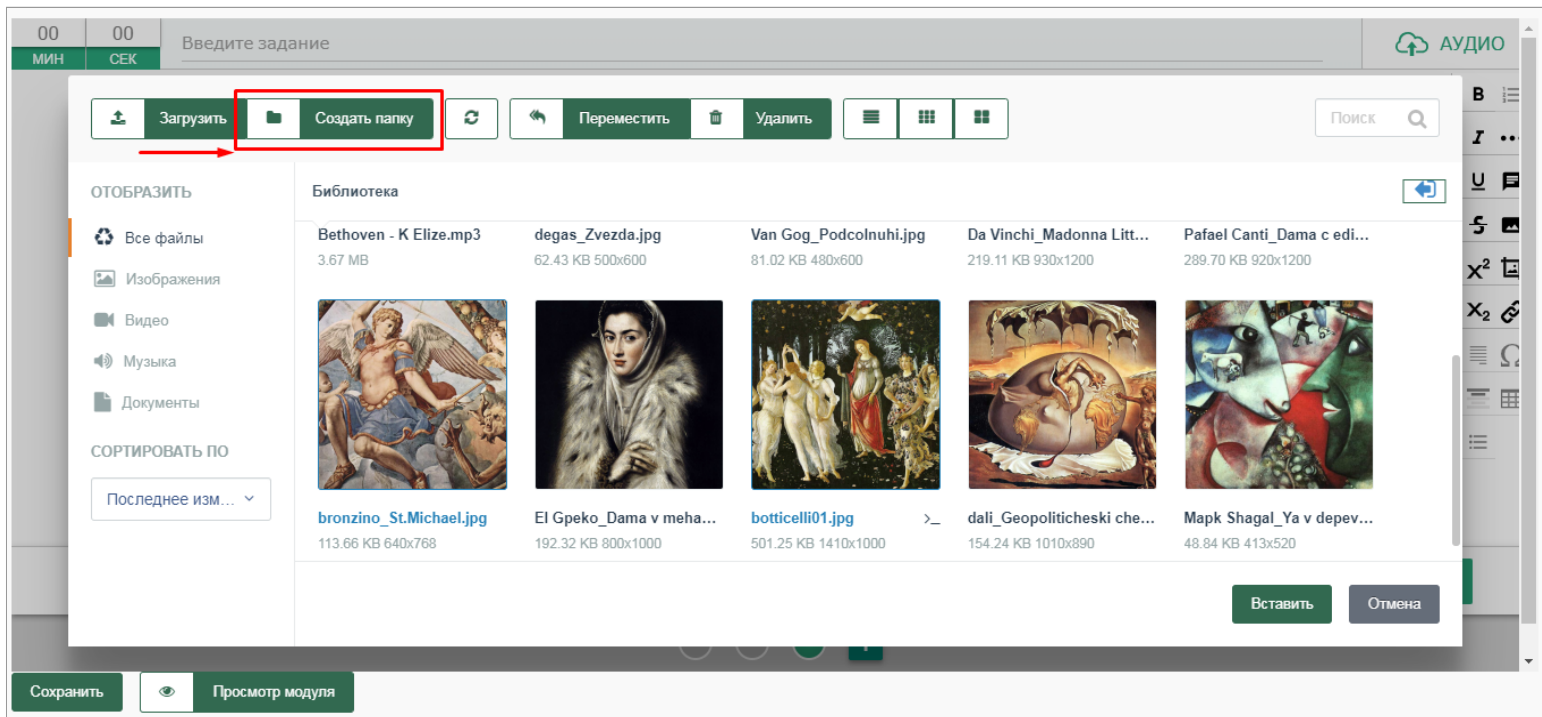 00 00 Введите задание АУДИО
МИН СЕК
Загрузить Создать папку Переместить Удалить Поиск
ОТОБРАЗИТЬ
Библиотека
Все файлы
Изображения
Видео
Музыка
Документы
СОРТИРОВАТЬ ПО
Последнее изм...
Bethoven - K Elize.mp3 degas_Zvezda.jpg Van Gog_Podcolnuhi.jpg Da Vinchi_Madonna Litt... Pafael Canti_Dama c edi...
3.67 MB 62.43 KB 500x600 81.02 KB 480x600 219.11 KB 930x1200 289.70 KB 920x1200
bronzino_St.Michael.jpg El Gpeko_Dama v meha... botticelli01.jpg >_ dali_Geopoliticheski che... Mapk Shagal_Ya v depev...
113.66 KB 640x768 192.32 KB 800x1000 501.25 KB 1410x1000 154.24 KB 1010x890 48.84 KB 413x520
Вставить Отмена
B
I
U
S
X²
X₂
Ω
Сохранить Просмотр модуля